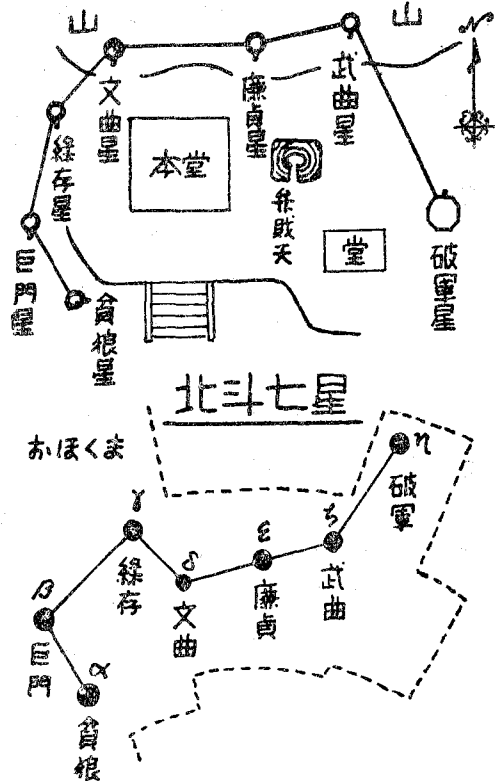 山
山
N
文曲星
廉貞星
武曲星
緑存星
本堂
弁財天
堂
破軍星
巨門星
貪狼星
北斗七星
おほくま
η
破軍
γ
緑存
δ
文曲
ε
廉貞
ζ
武曲
β
巨門
α
貪狼